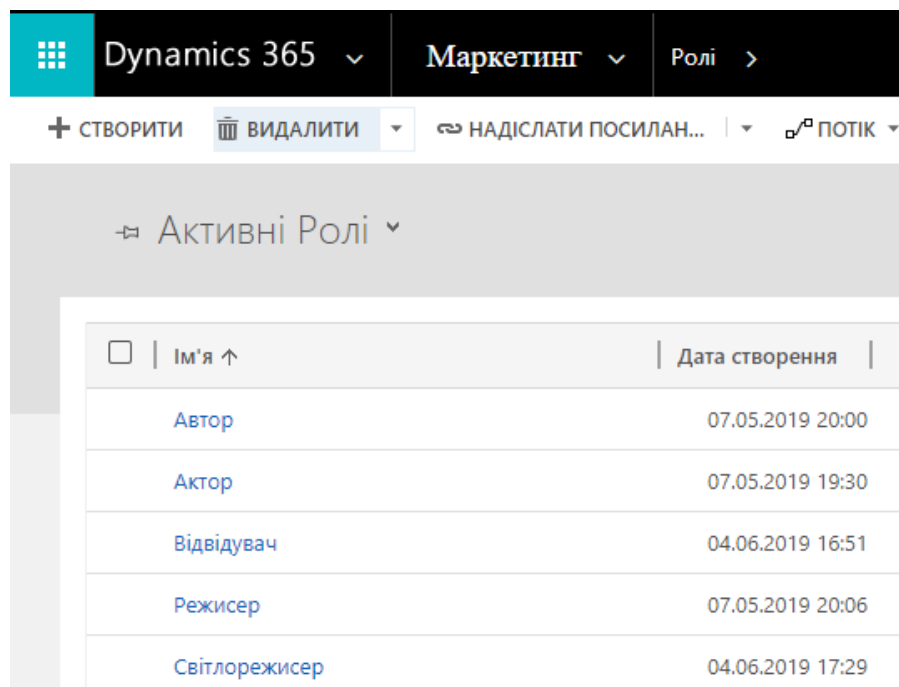 Dynamics 365 Маркетинг Ролі
СТВОРИТИ ВИДАЛИТИ НАДІСЛАТИ ПОСИЛАН... ПОТІК
Активні Ролі
Ім'я Дата створення
Автор 07.05.2019 20:00
Актор 07.05.2019 19:30
Відвідувач 04.06.2019 16:51
Режисер 07.05.2019 20:06
Світлорежисер 04.06.2019 17:29